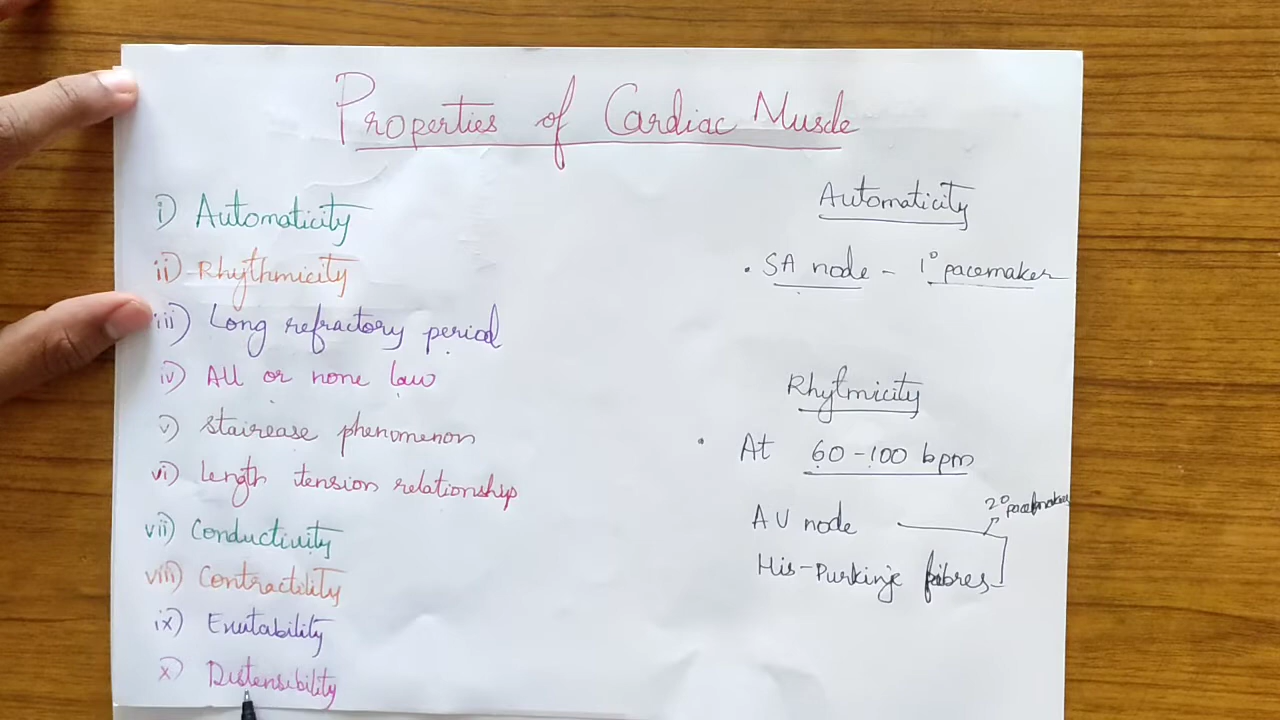 Properties of Cardiac Muscle
i) Automaticity
ii) Rhythmicity
iii) Long refractory period
iv) All or none law
v) Staircase phenomenon
vi) Length tension relationship
vii) Conductivity
viii) Contractility
ix) Excitability
x) Distensibility
Automaticity
• SA node - 1° pacemaker
Rhytmicity
• At 60-100 bpm
AV node
2° pacemakers
His-Purkinje fibres